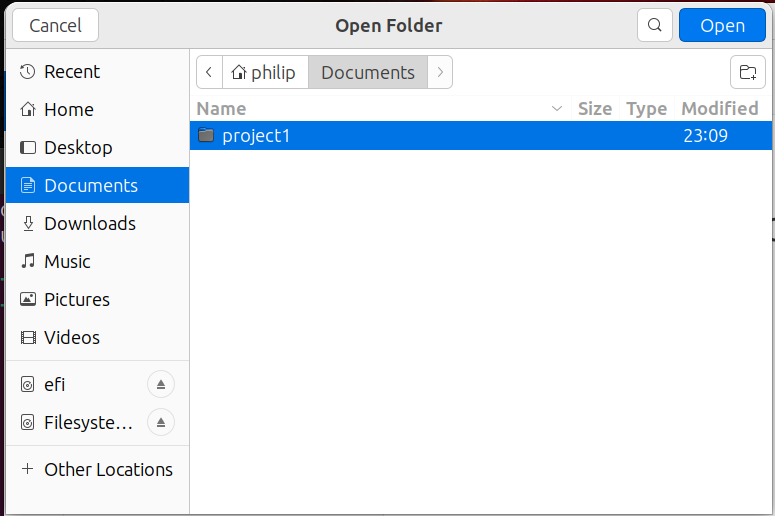 Cancel Open Folder Open
Recent
Home
Desktop
Documents
Downloads
Music
Pictures
Videos
efi
Filesyste...
+ Other Locations
philip Documents
Name Size Type Modified
project1 23:09